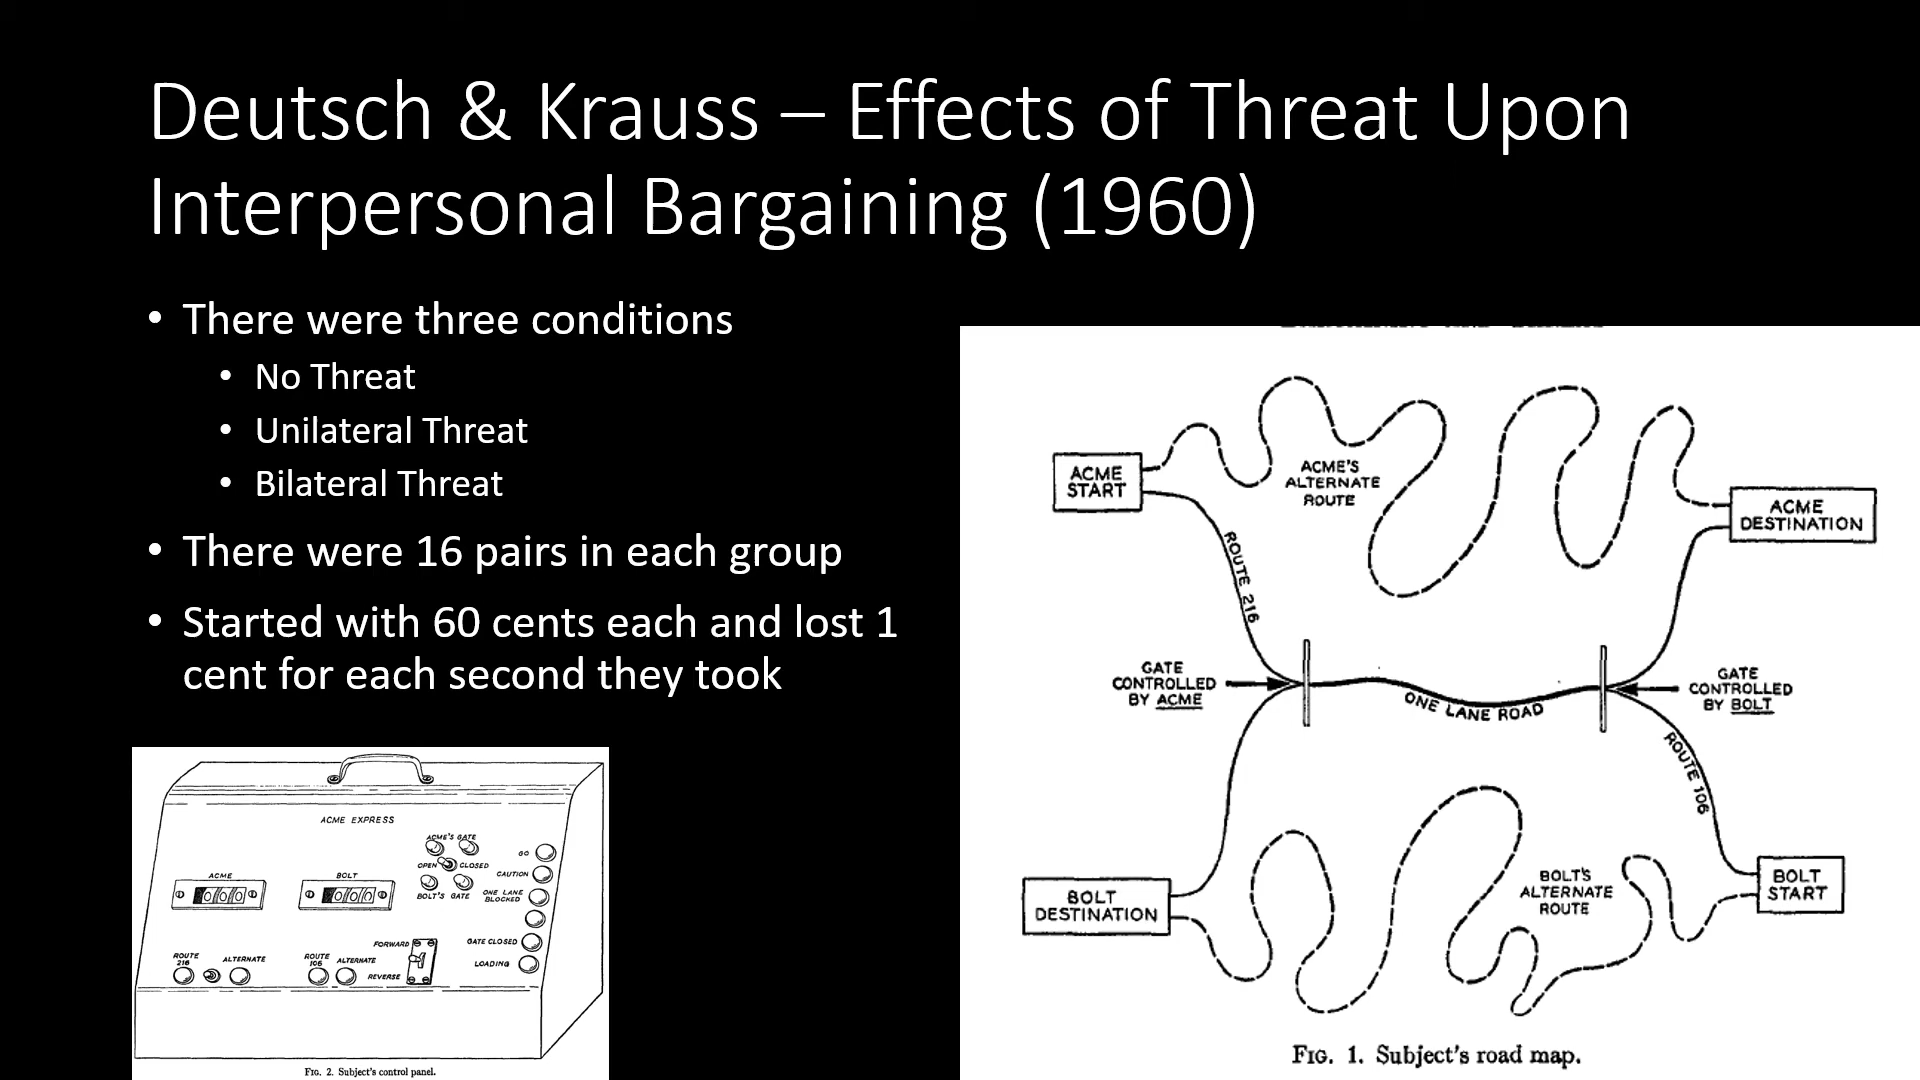 Deutsch & Krauss – Effects of Threat Upon
Interpersonal Bargaining (1960)
• There were three conditions
• No Threat
• Unilateral Threat
• Bilateral Threat
• There were 16 pairs in each group
• Started with 60 cents each and lost 1
cent for each second they took
ACME EXPRESS
ACME'S GATE
OPEN CLOSED
BOLT'S GATE
ACME
000
BOLT
000
GO
CAUTION
ONE LANE
BLOCKED
GATE CLOSED
LOADING
FORWARD
REVERSE
ROUTE
216
ALTERNATE
ROUTE
106
ALTERNATE
FIG. 2. Subject's control panel.
ACME
START
ACME'S
ALTERNATE
ROUTE
ACME
DESTINATION
ROUTE 216
GATE
CONTROLLED
BY ACME
ONE LANE ROAD
GATE
CONTROLLED
BY BOLT
ROUTE 106
BOLT
DESTINATION
BOLT'S
ALTERNATE
ROUTE
BOLT
START
FIG. 1. Subject's road map.